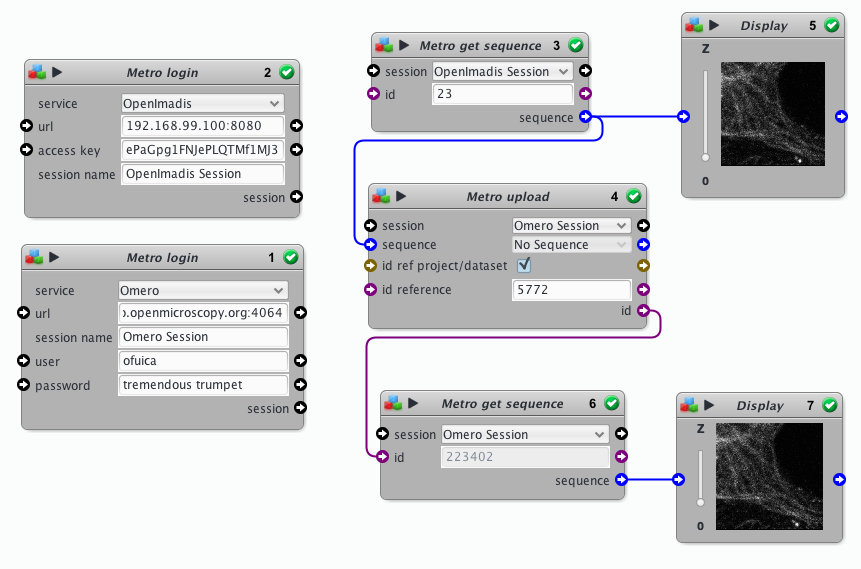 Metro login 2
service OpenImadis
url 192.168.99.100:8080
access key ePaGpg1FNJePLQTMf1MJ3
session name OpenImadis Session
session
Metro login 1
service Omero
url o.openmicroscopy.org:4064
session name Omero Session
user ofuica
password tremendous trumpet
session
Metro get sequence 3
session OpenImadis Session
id 23
sequence
Metro upload 4
session Omero Session
sequence No Sequence
id ref project/dataset
id reference 5772
id
Metro get sequence 6
session Omero Session
id 223402
sequence
Display 5
Z
0
Display 7
Z
0